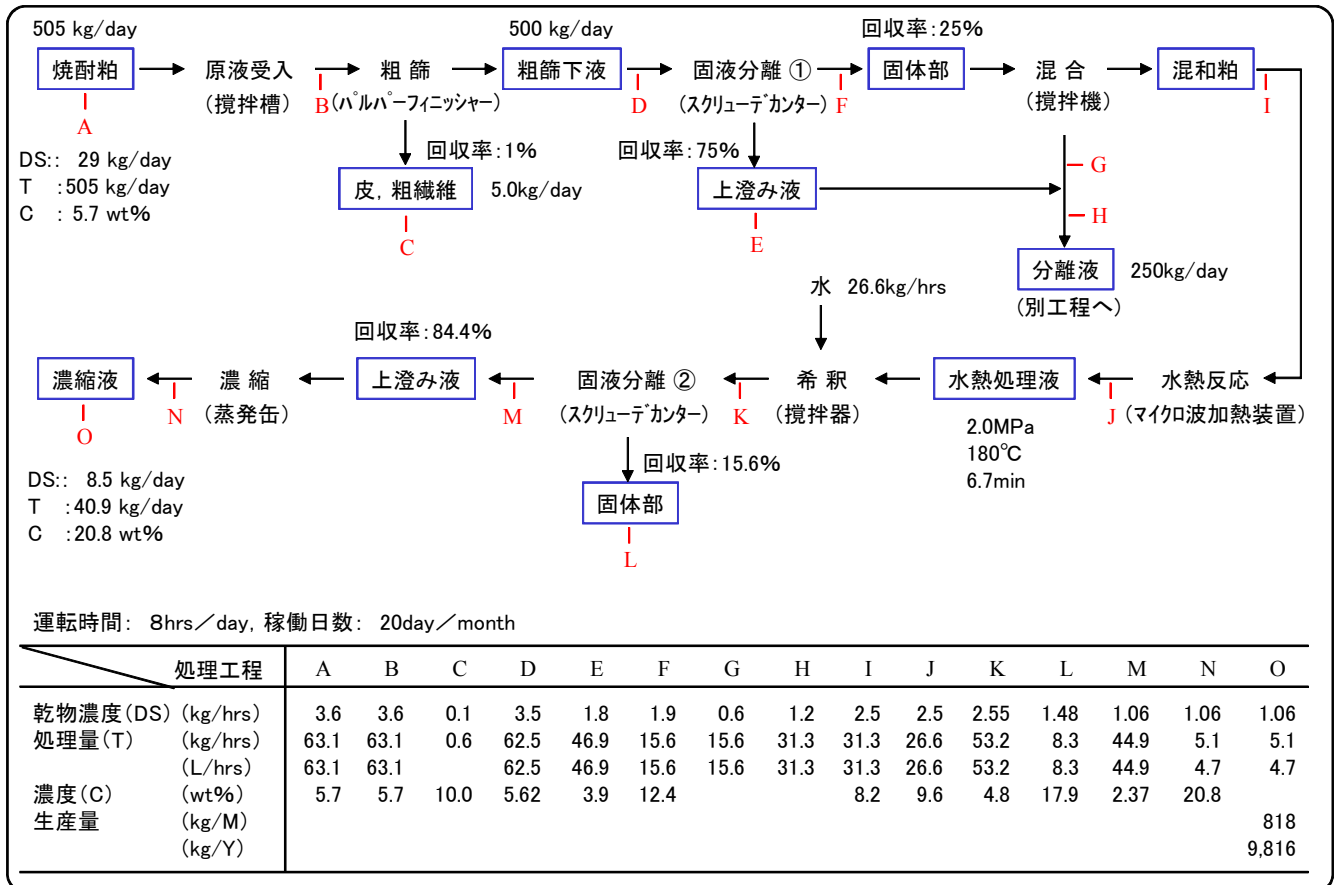 505 kg/day
500 kg/day
回収率：25%
焼酎粕
原液受入
粗 篩
粗篩下液
固液分離 ①
固体部
混 合
混和粕
(撹拌槽)
B
(パルパーフィニッシャー)
D
(スクリューデカンター)
F
(撹拌機)
I
A
DS:: 29 kg/day
T :505 kg/day
C : 5.7 wt%
回収率：1%
回収率：75%
G
皮，粗繊維
5.0kg/day
上澄み液
H
C
E
分離液
250kg/day
(別工程へ)
水 26.6kg/hrs
回収率：84.4%
濃縮液
濃 縮
上澄み液
固液分離 ②
希 釈
水熱処理液
水熱反応
O
N
(蒸発缶)
M
(スクリューデカンター)
K
(撹拌器)
J
(マイクロ波加熱装置)
2.0MPa
180℃
6.7min
DS:: 8.5 kg/day
T :40.9 kg/day
C :20.8 wt%
回収率：15.6%
固体部
L
運転時間： 8hrs／day，稼働日数： 20day／month
処理工程 A B C D E F G H I J K L M N O
乾物濃度(DS) (kg/hrs) 3.6 3.6 0.1 3.5 1.8 1.9 0.6 1.2 2.5 2.5 2.55 1.48 1.06 1.06 1.06
処理量(T) (kg/hrs) 63.1 63.1 0.6 62.5 46.9 15.6 15.6 31.3 31.3 26.6 53.2 8.3 44.9 5.1 5.1
(L/hrs) 63.1 63.1 62.5 46.9 15.6 15.6 31.3 31.3 26.6 53.2 8.3 44.9 4.7 4.7
濃度(C) (wt%) 5.7 5.7 10.0 5.62 3.9 12.4 8.2 9.6 4.8 17.9 2.37 20.8
生産量 (kg/M) 818
(kg/Y) 9,816